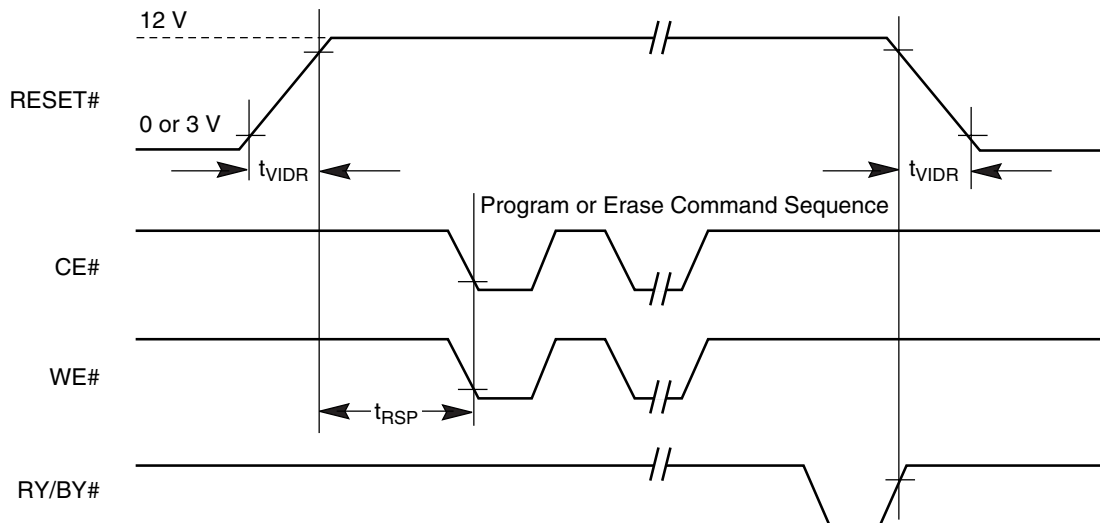 12 V
RESET#
0 or 3 V
tVIDR
tVIDR
Program or Erase Command Sequence
CE#
WE#
tRSP
RY/BY#